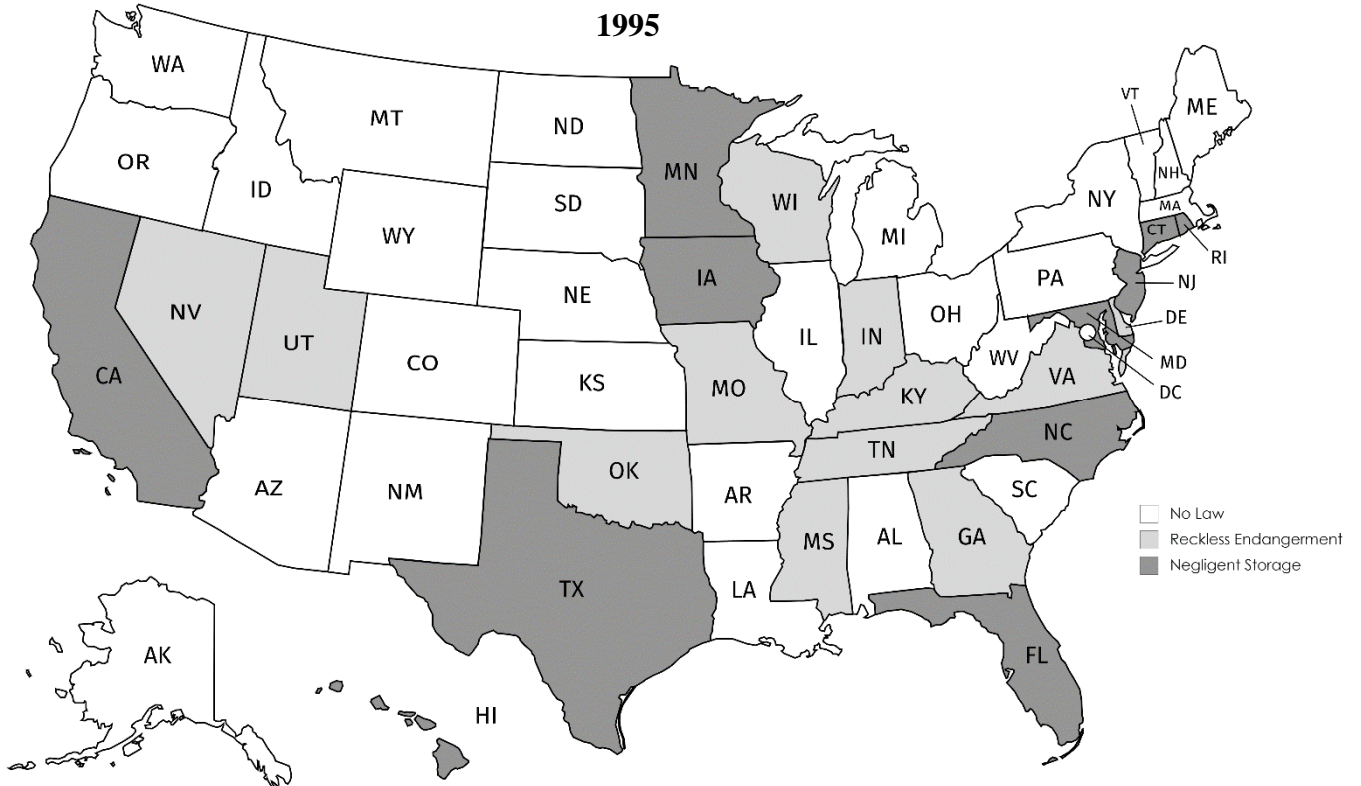 1995
WA
MT
ND
MN
VT
ME
OR
ID
SD
WI
NH
NY
MA
WY
MI
CT
RI
NE
IA
PA
NJ
NV
UT
CO
IL
IN
OH
DE
CA
KS
MO
WV
VA
MD
KY
DC
NC
TN
OK
AZ
NM
AR
SC
MS
AL
GA
No Law
Reckless Endangerment
Negligent Storage
TX
LA
AK
FL
HI